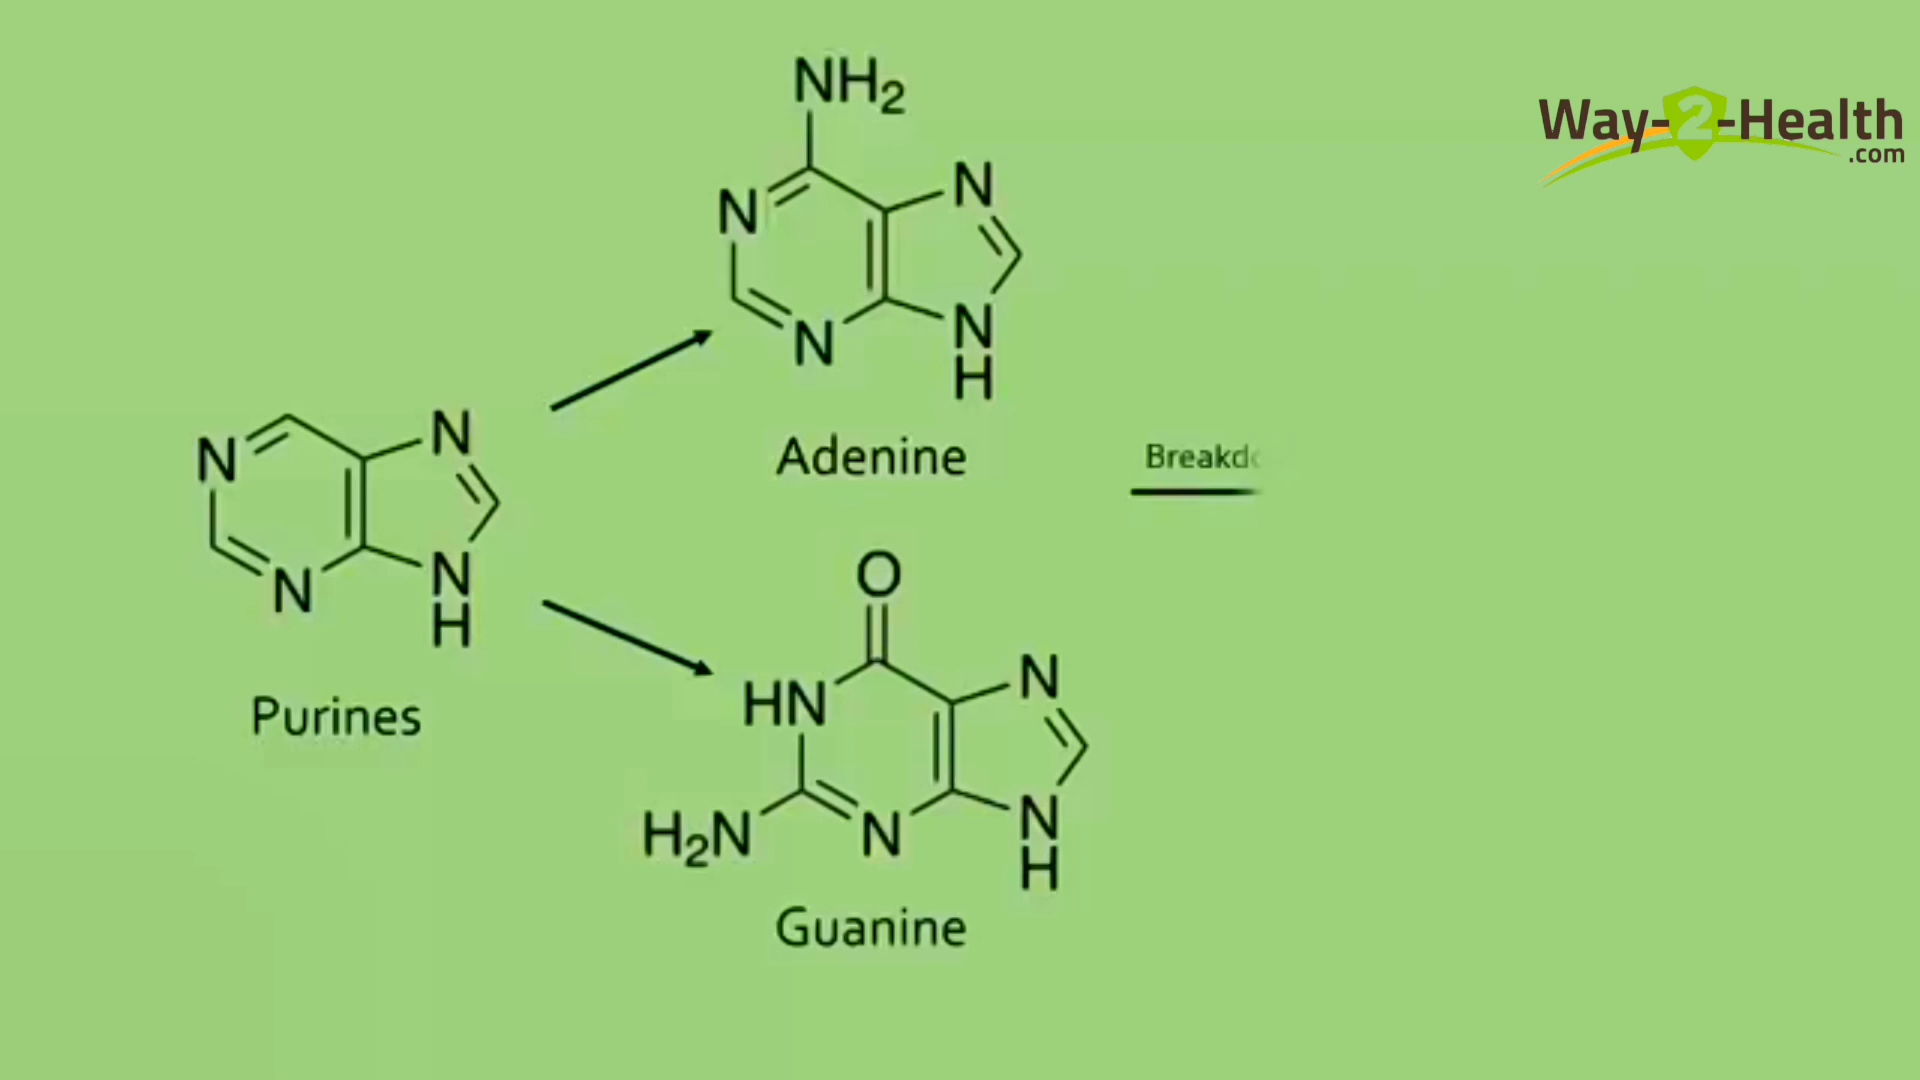 Way-2-Health
.com
NH₂
N
N
N
N
H
Adenine
N
N
N
N
H
Purines
O
HN
N
H₂N
N
N
H
Guanine